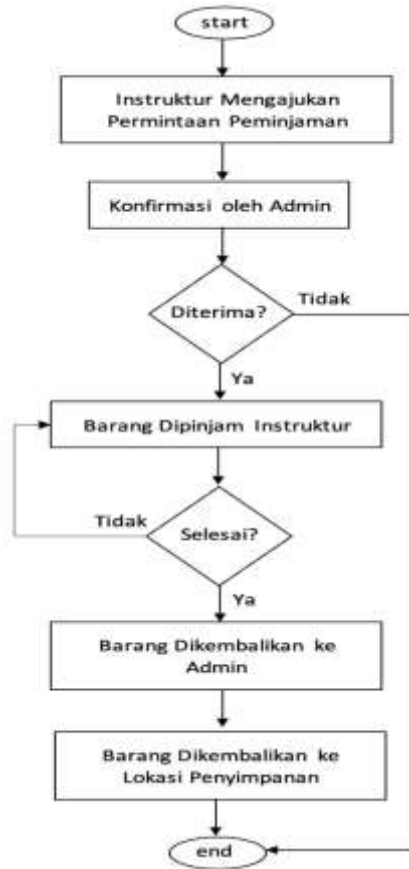 start
Instruktur Mengajukan
Permintaan Peminjaman
Konfirmasi oleh Admin
Diterima?
Tidak
Ya
Barang Dipinjam Instruktur
Tidak
Selesai?
Ya
Barang Dikembalikan ke
Admin
Barang Dikembalikan ke
Lokasi Penyimpanan
end